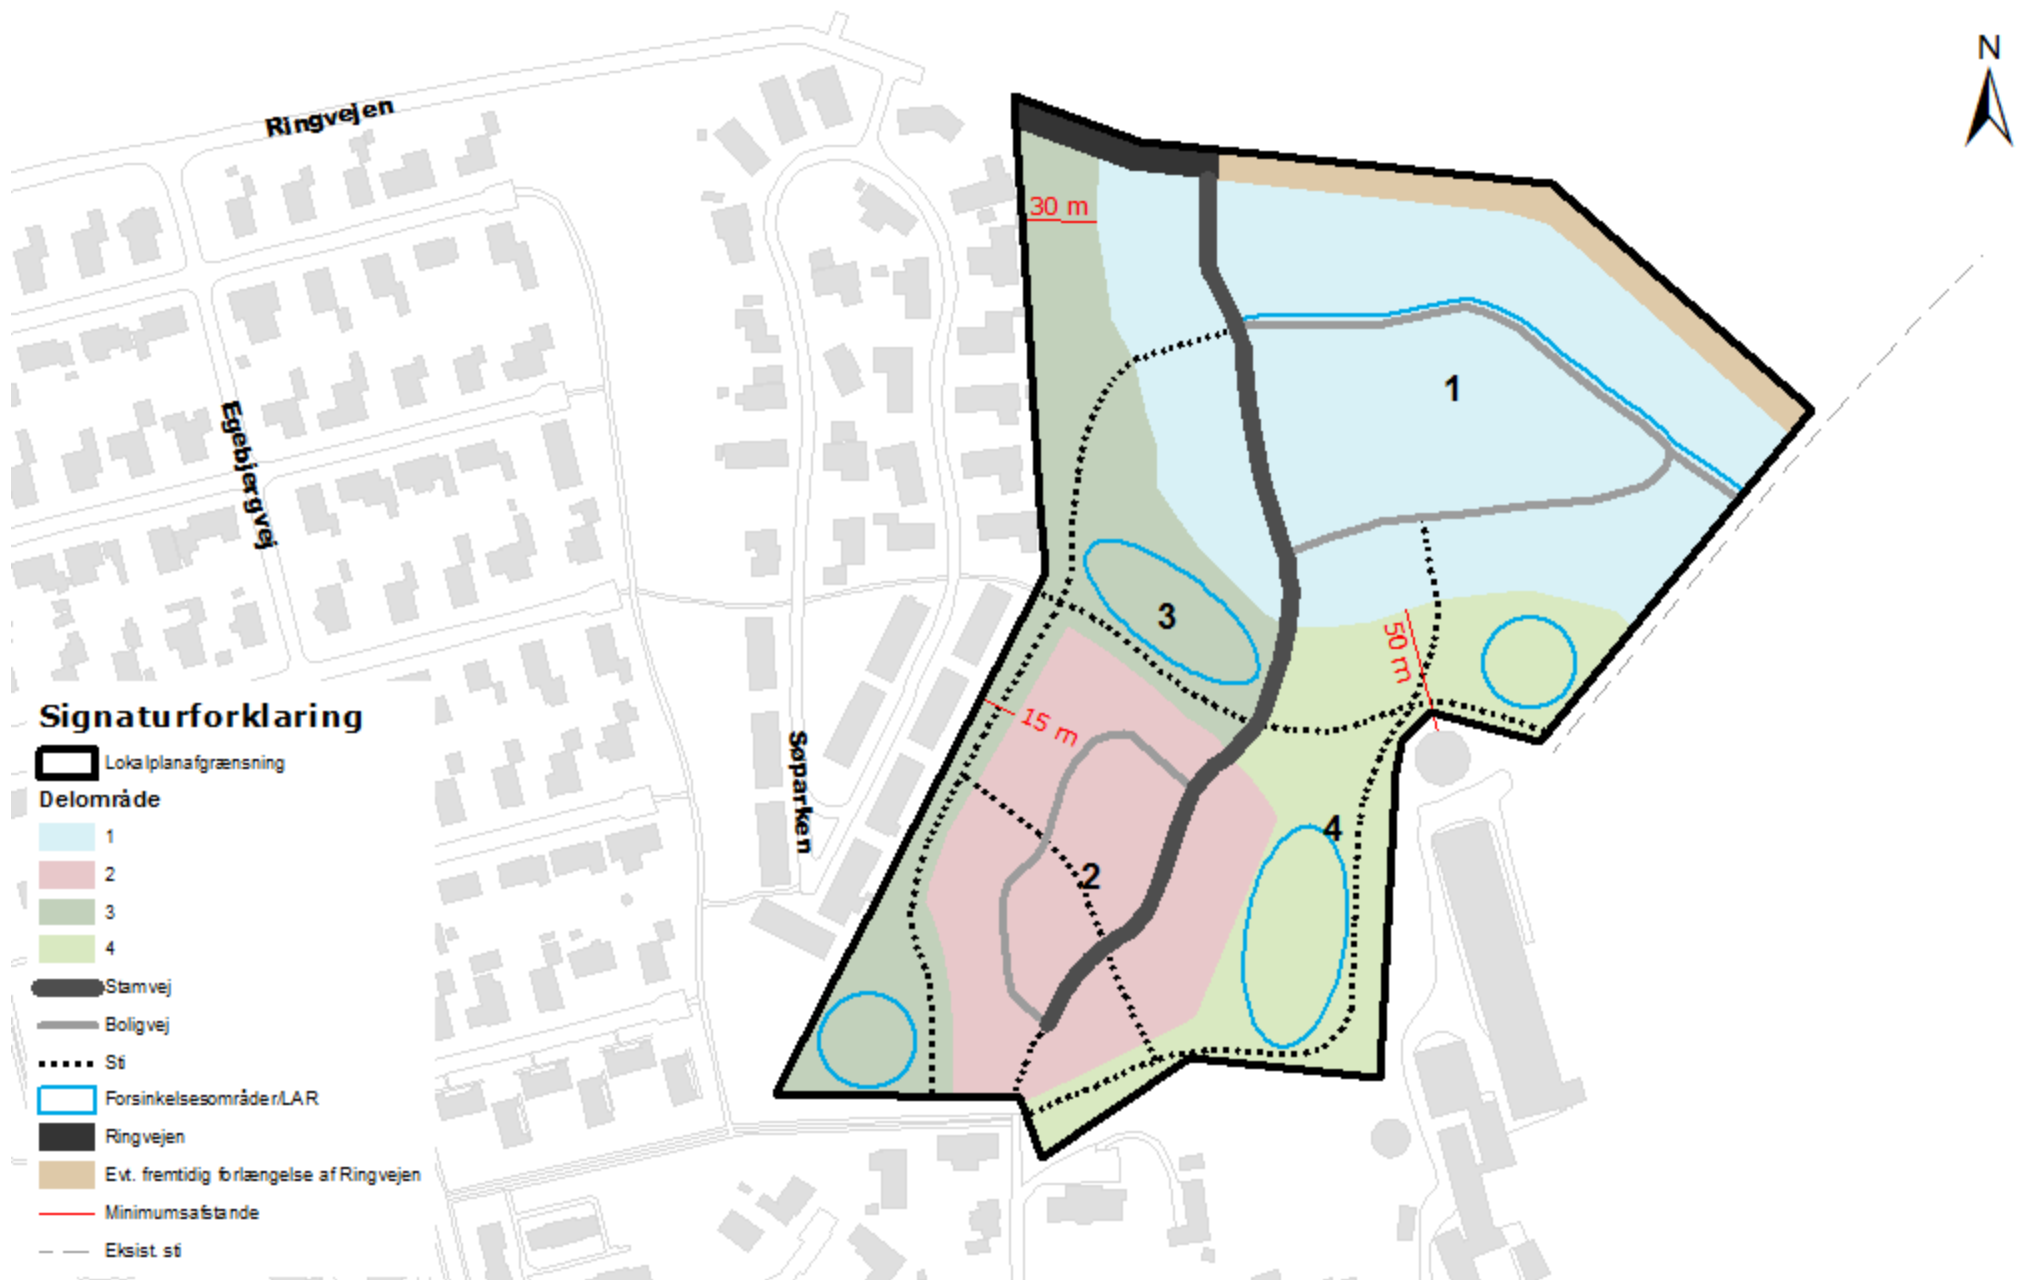 N
Ringvejen
30 m
1
Egebjergvej
3
50 m
15 m
Søparken
4
2
Signaturforklaring
Lokalplanafgrænsning
Delområde
1
2
3
4
Stamvej
Boligvej
Sti
Forsinkelsesområder/LAR
Ringvejen
Evt. fremtidig forlængelse af Ringvejen
Minimumsafstande
Eksist. sti